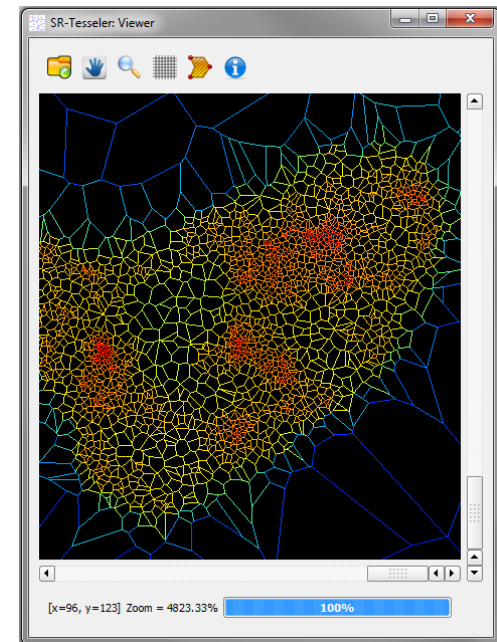 SR-Tesseler: Viewer
[x=96, y=123] Zoom = 4823.33% 100%